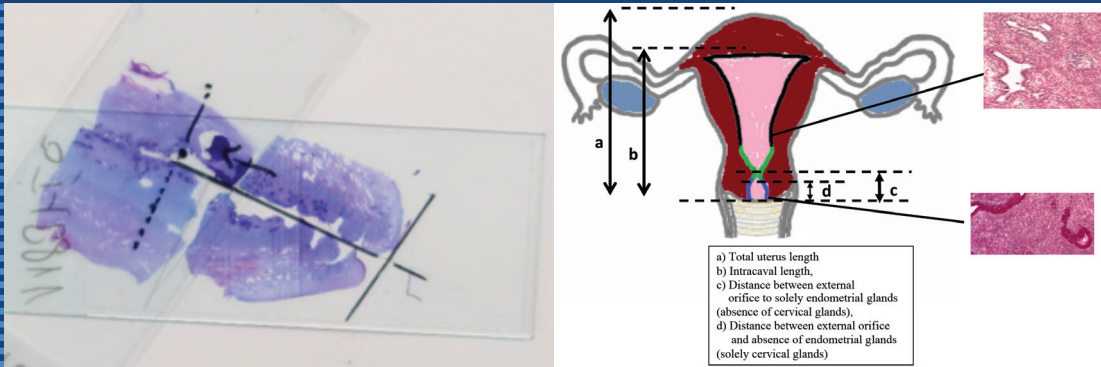 a
b
d
c
a) Total uterus length
b) Intracaval length,
c) Distance between external
orifice to solely endometrial glands
(absence of cervical glands),
d) Distance between external orifice
and absence of endometrial glands
(solely cervical glands)